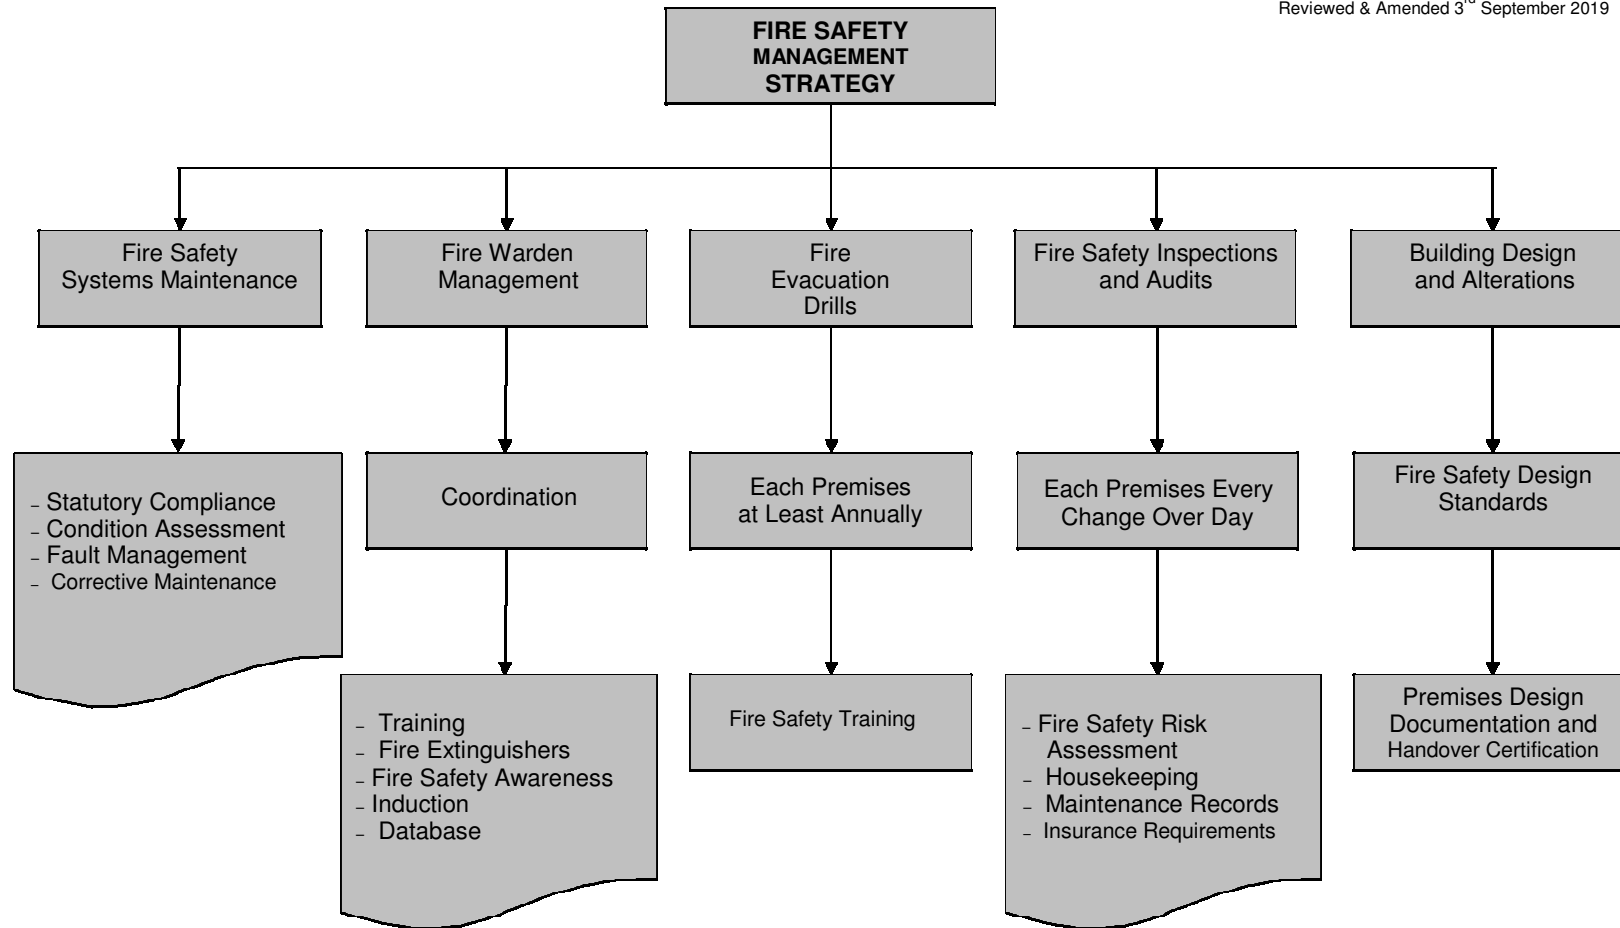 Reviewed & Amended 3rd September 2019
FIRE SAFETY
MANAGEMENT
STRATEGY
Fire Safety
Systems Maintenance
Fire Warden
Management
Fire
Evacuation
Drills
Fire Safety Inspections
and Audits
Building Design
and Alterations
– Statutory Compliance
– Condition Assessment
– Fault Management
– Corrective Maintenance
Coordination
Each Premises
at Least Annually
Each Premises Every
Change Over Day
Fire Safety Design
Standards
– Training
– Fire Extinguishers
– Fire Safety Awareness
– Induction
– Database
Fire Safety Training
– Fire Safety Risk
Assessment
– Housekeeping
– Maintenance Records
– Insurance Requirements
Premises Design
Documentation and
Handover Certification